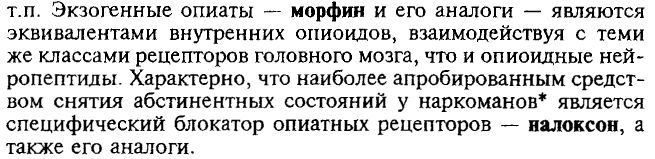 т.п. Экзогенные опиаты — морфин и его аналоги — являются
эквивалентами внутренних опиоидов, взаимодействуя с теми
же классами рецепторов головного мозга, что и опиоидные ней-
ропептиды. Характерно, что наиболее апробированным средст-
вом снятия абстинентных состояний у наркоманов* является
специфический блокатор опиатных рецепторов — налоксон, а
также его аналоги.